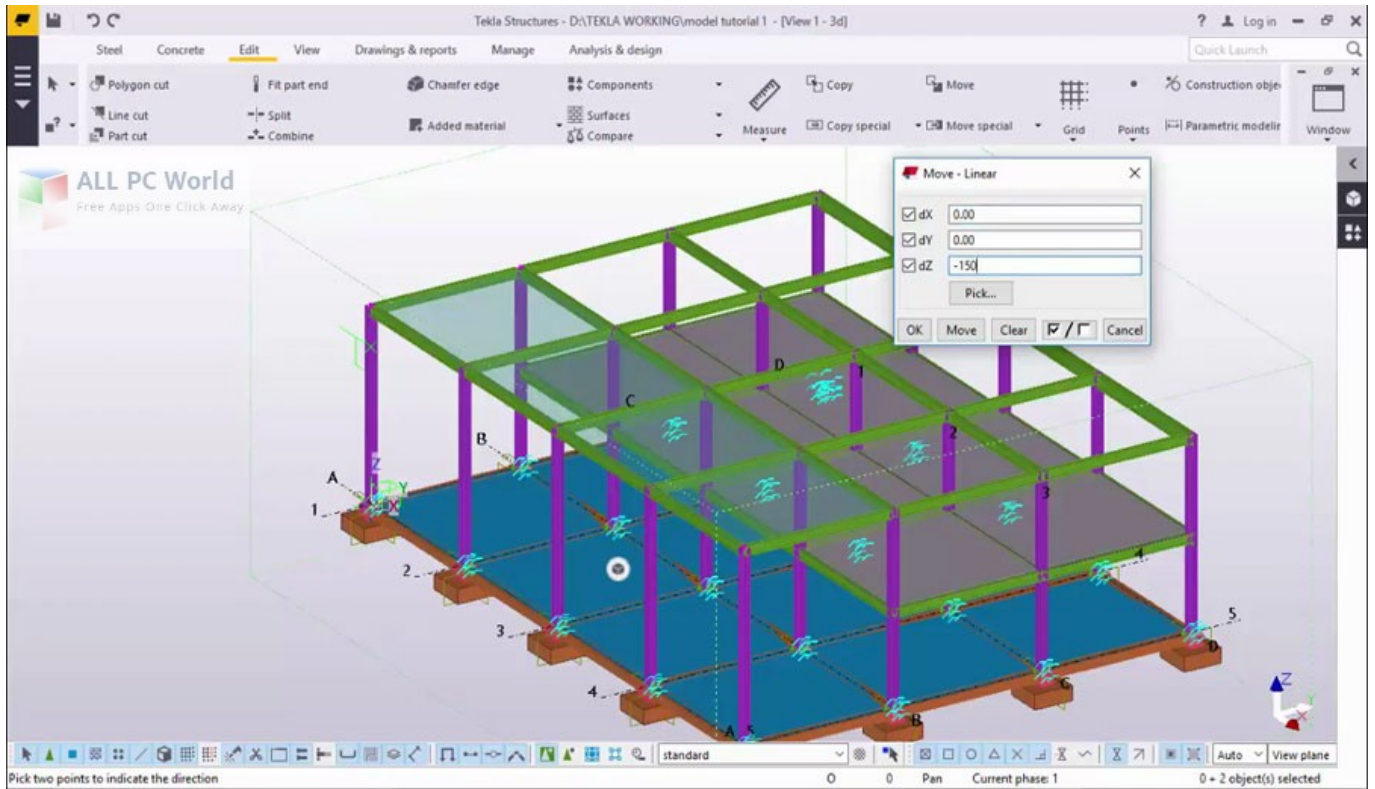 Tekla Structures - D:\TEKLA WORKING\model tutorial 1 - [View 1 - 3d]
? Log in
Steel Concrete Edit View Drawings & reports Manage Analysis & design
Quick Launch
Polygon cut Fit part end Chamfer edge Components Copy Move Construction obje
Line cut Split Added material Surfaces Measure Copy special Move special Grid Points Parametric modelir Window
Part cut Combine Compare
ALL PC World
Free Apps One Click Away
Move - Linear
dX 0.00
dY 0.00
dZ -150
Pick...
OK Move Clear / Cancel
D 1
C
B 2
A Z 3
1 Y X
4
2
5
3 D
4 C
A 5 B
Z
Y
X
standard Auto View plane
Pick two points to indicate the direction O 0 Pan Current phase: 1 0 + 2 object(s) selected